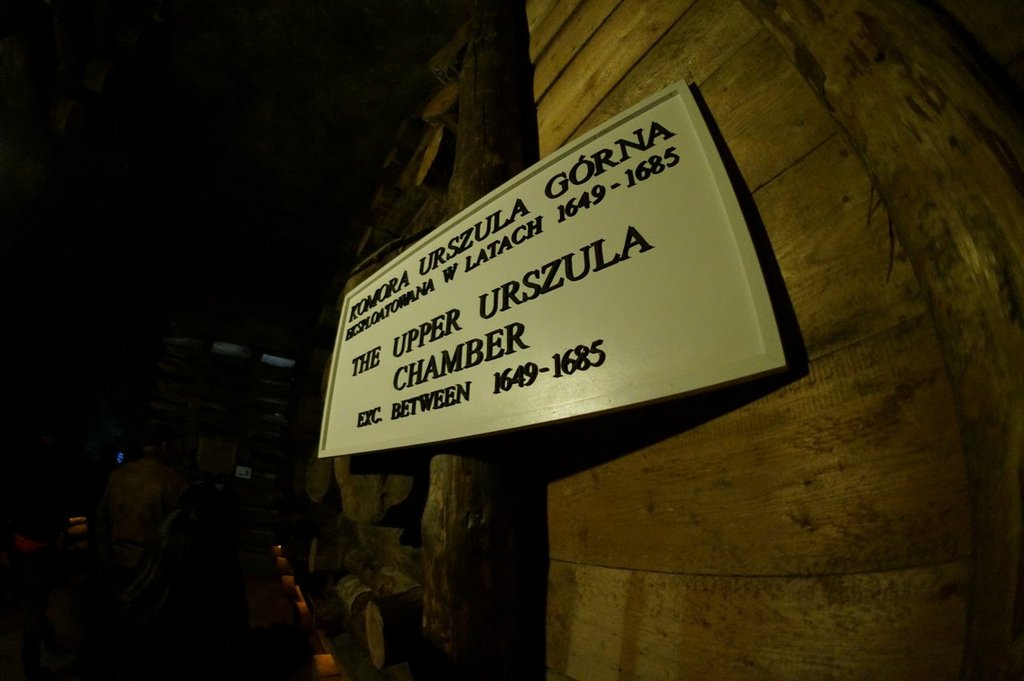 KOMORA URSZULA GÓRNA
EKSPLOATOWANA W LATACH 1649-1685
THE UPPER URSZULA
CHAMBER
EXC. BETWEEN 1649-1685